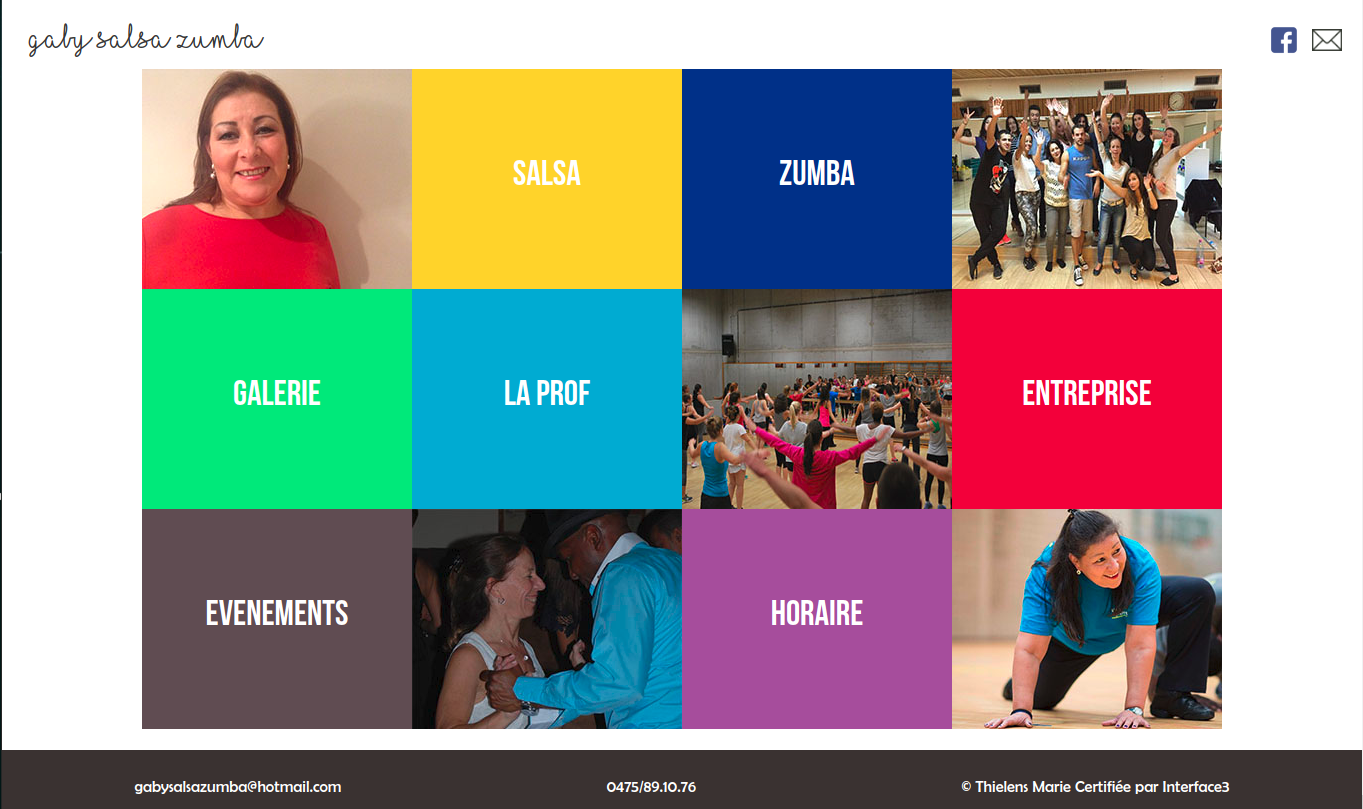 gaby salsa zumba
SALSA
ZUMBA
GALERIE
LA PROF
ENTREPRISE
EVENEMENTS
HORAIRE
gabysalsazumba@hotmail.com
0475/89.10.76
© Thielens Marie Certifiée par Interface3